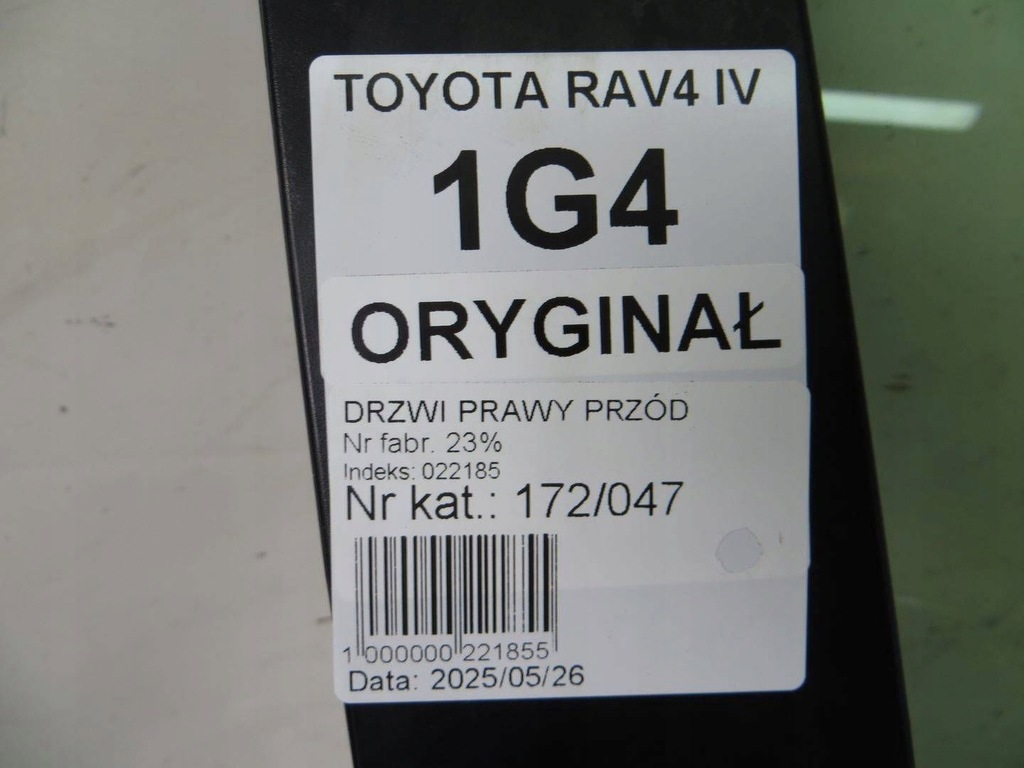 TOYOTA RAV4 IV
1G4
ORYGINAŁ
DRZWI PRAWY PRZÓD
Nr fabr. 23%
Indeks: 022185
Nr kat.: 172/047
1 000000 221855
Data: 2025/05/26